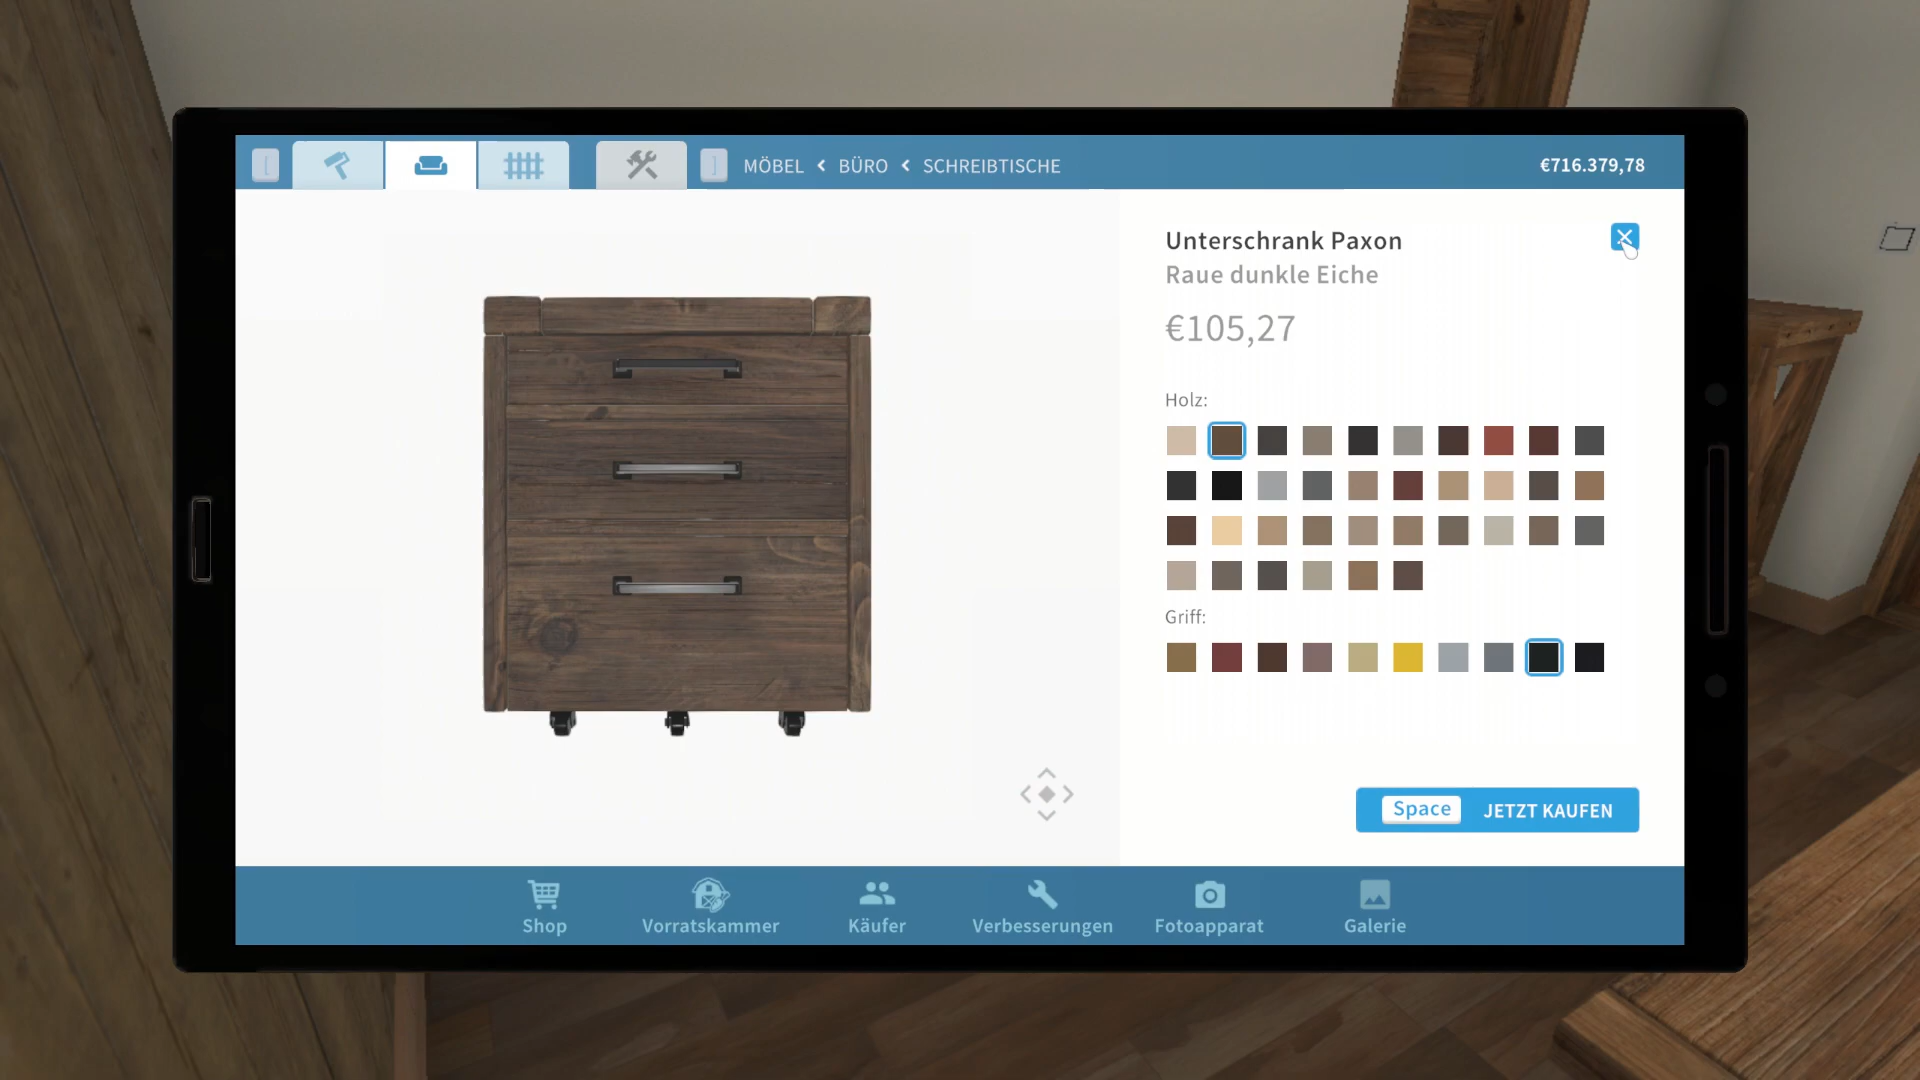 [ ] MÖBEL < BÜRO < SCHREIBTISCHE €716.379,78
Unterschrank Paxon
Raue dunkle Eiche
€105,27
Holz:
Griff:
Space JETZT KAUFEN
Shop Vorratskammer Käufer Verbesserungen Fotoapparat Galerie